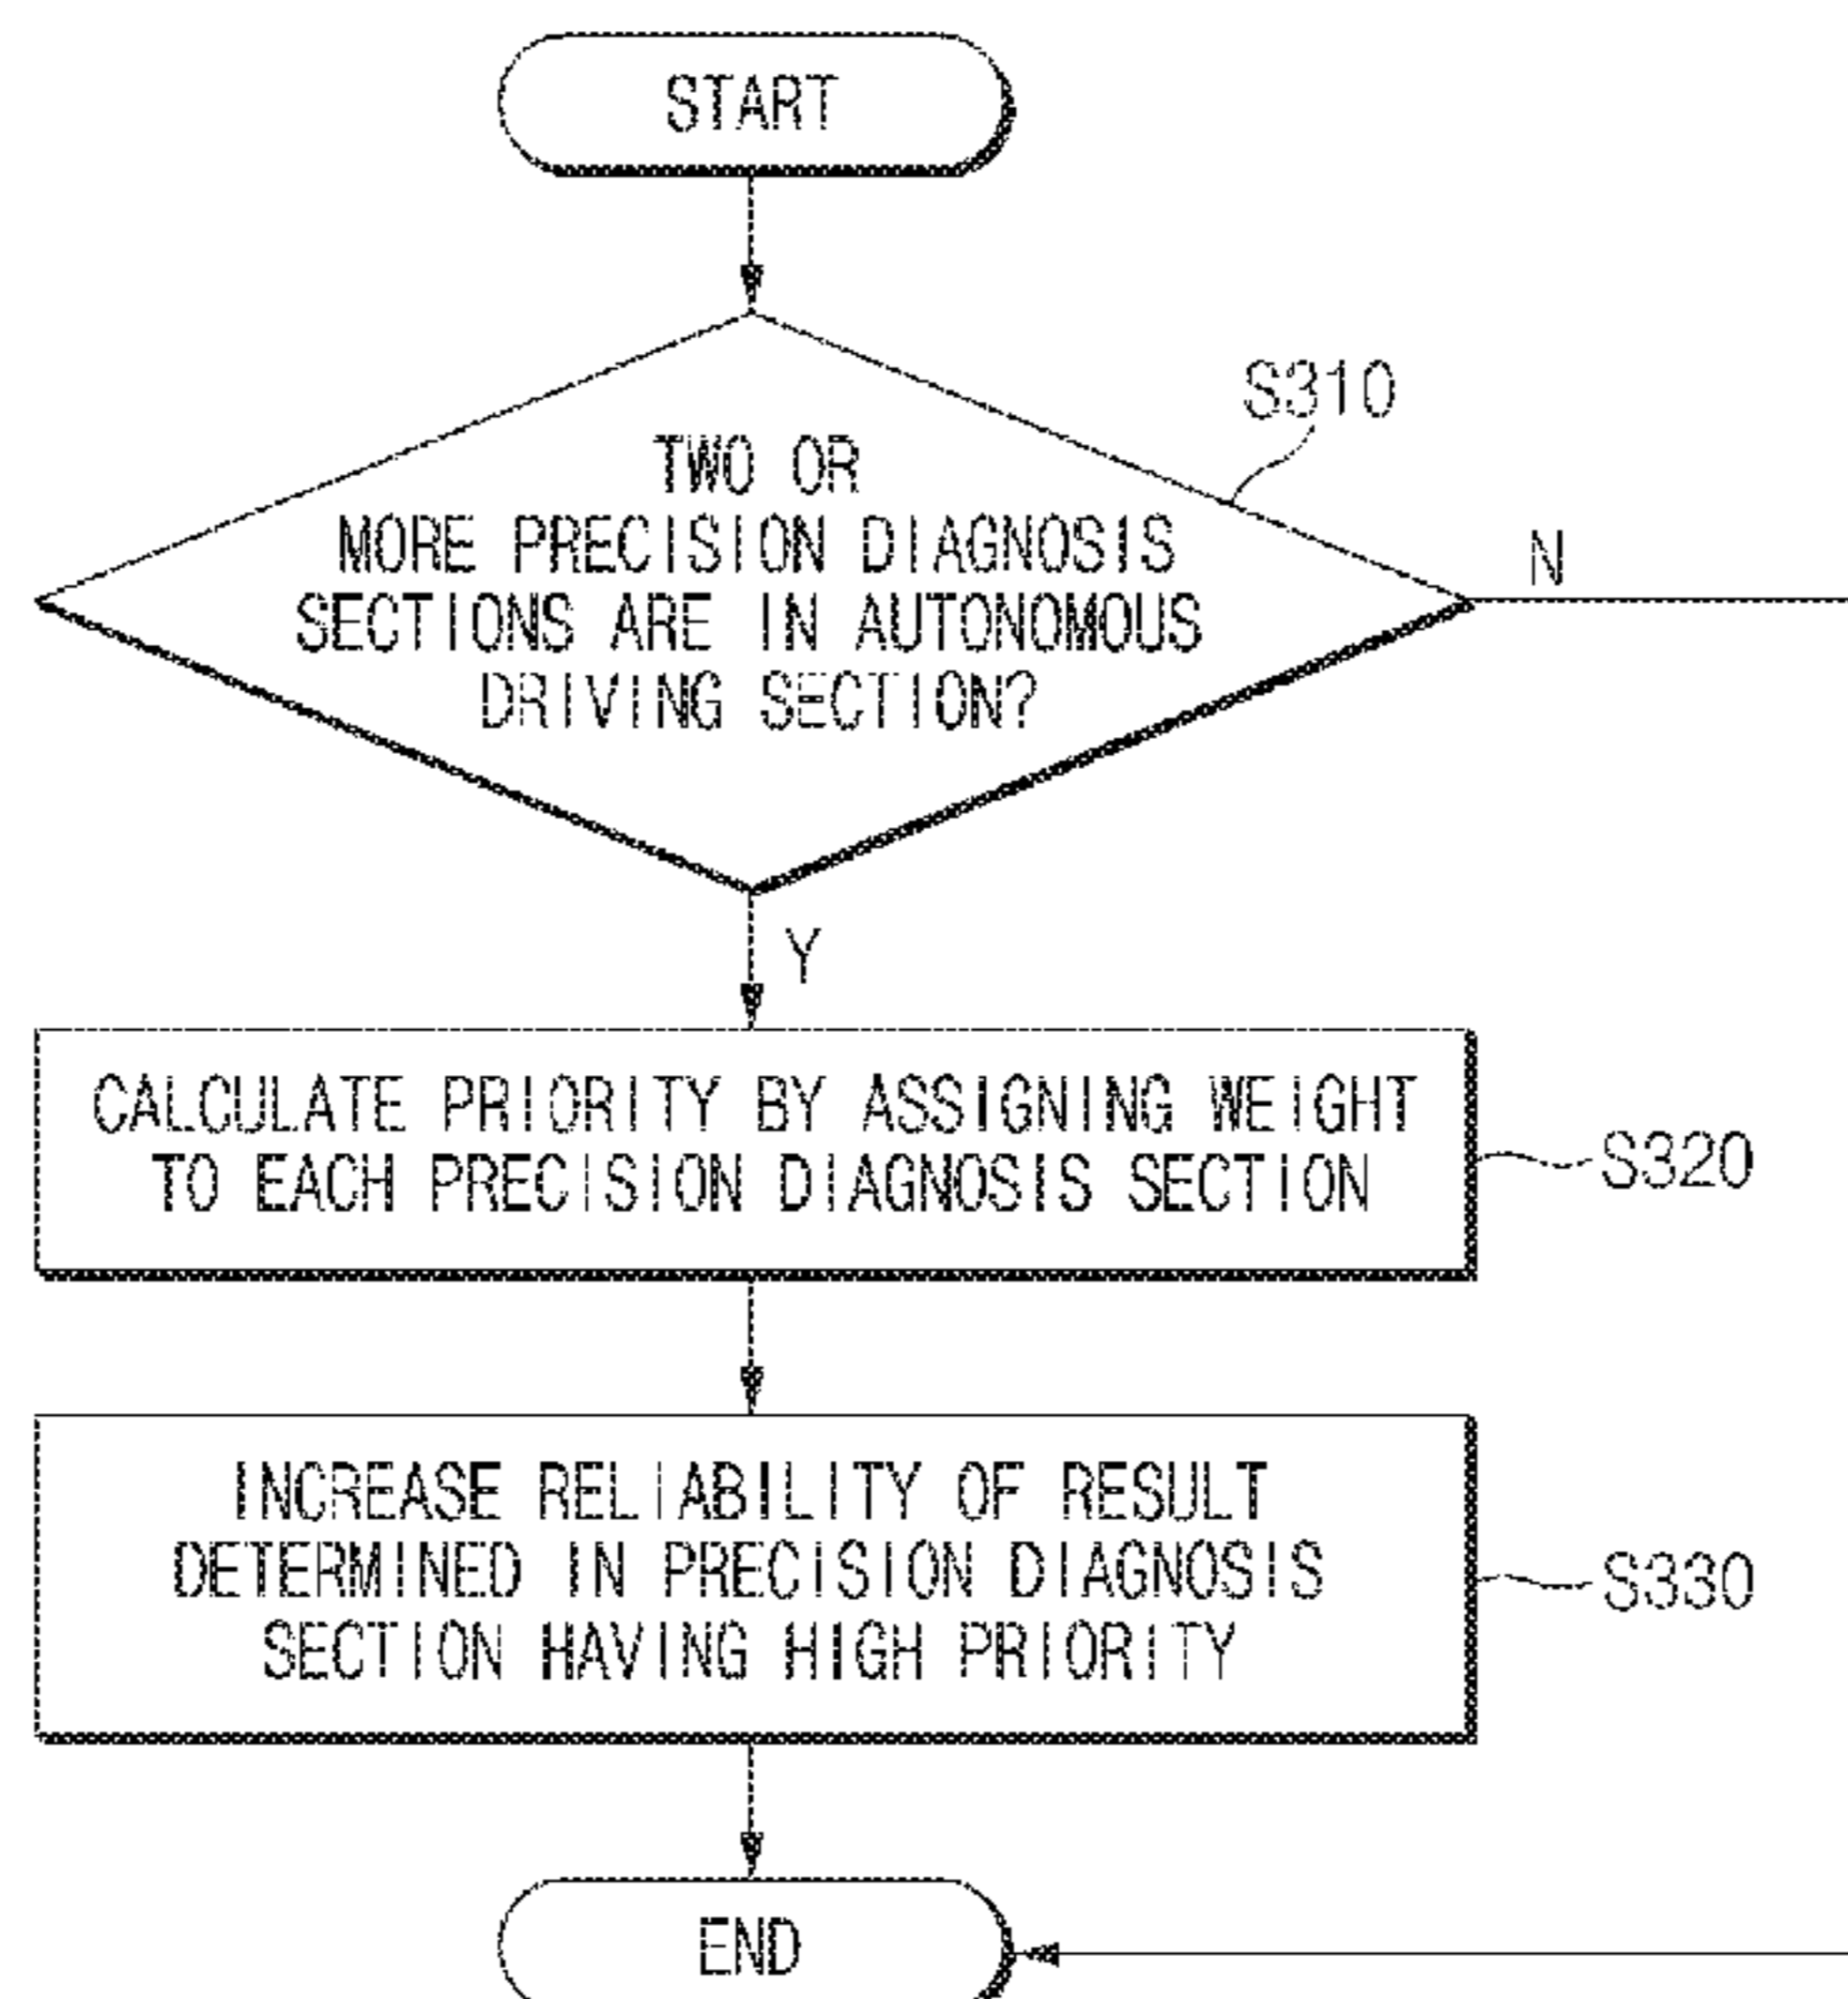 START
S310
TWO OR
MORE PRECISION DIAGNOSIS
SECTIONS ARE IN AUTONOMOUS
DRIVING SECTION?
N
Y
CALCULATE PRIORITY BY ASSIGNING WEIGHT
TO EACH PRECISION DIAGNOSIS SECTION
S320
INCREASE RELIABILITY OF RESULT
DETERMINED IN PRECISION DIAGNOSIS
SECTION HAVING HIGH PRIORITY
S330
END